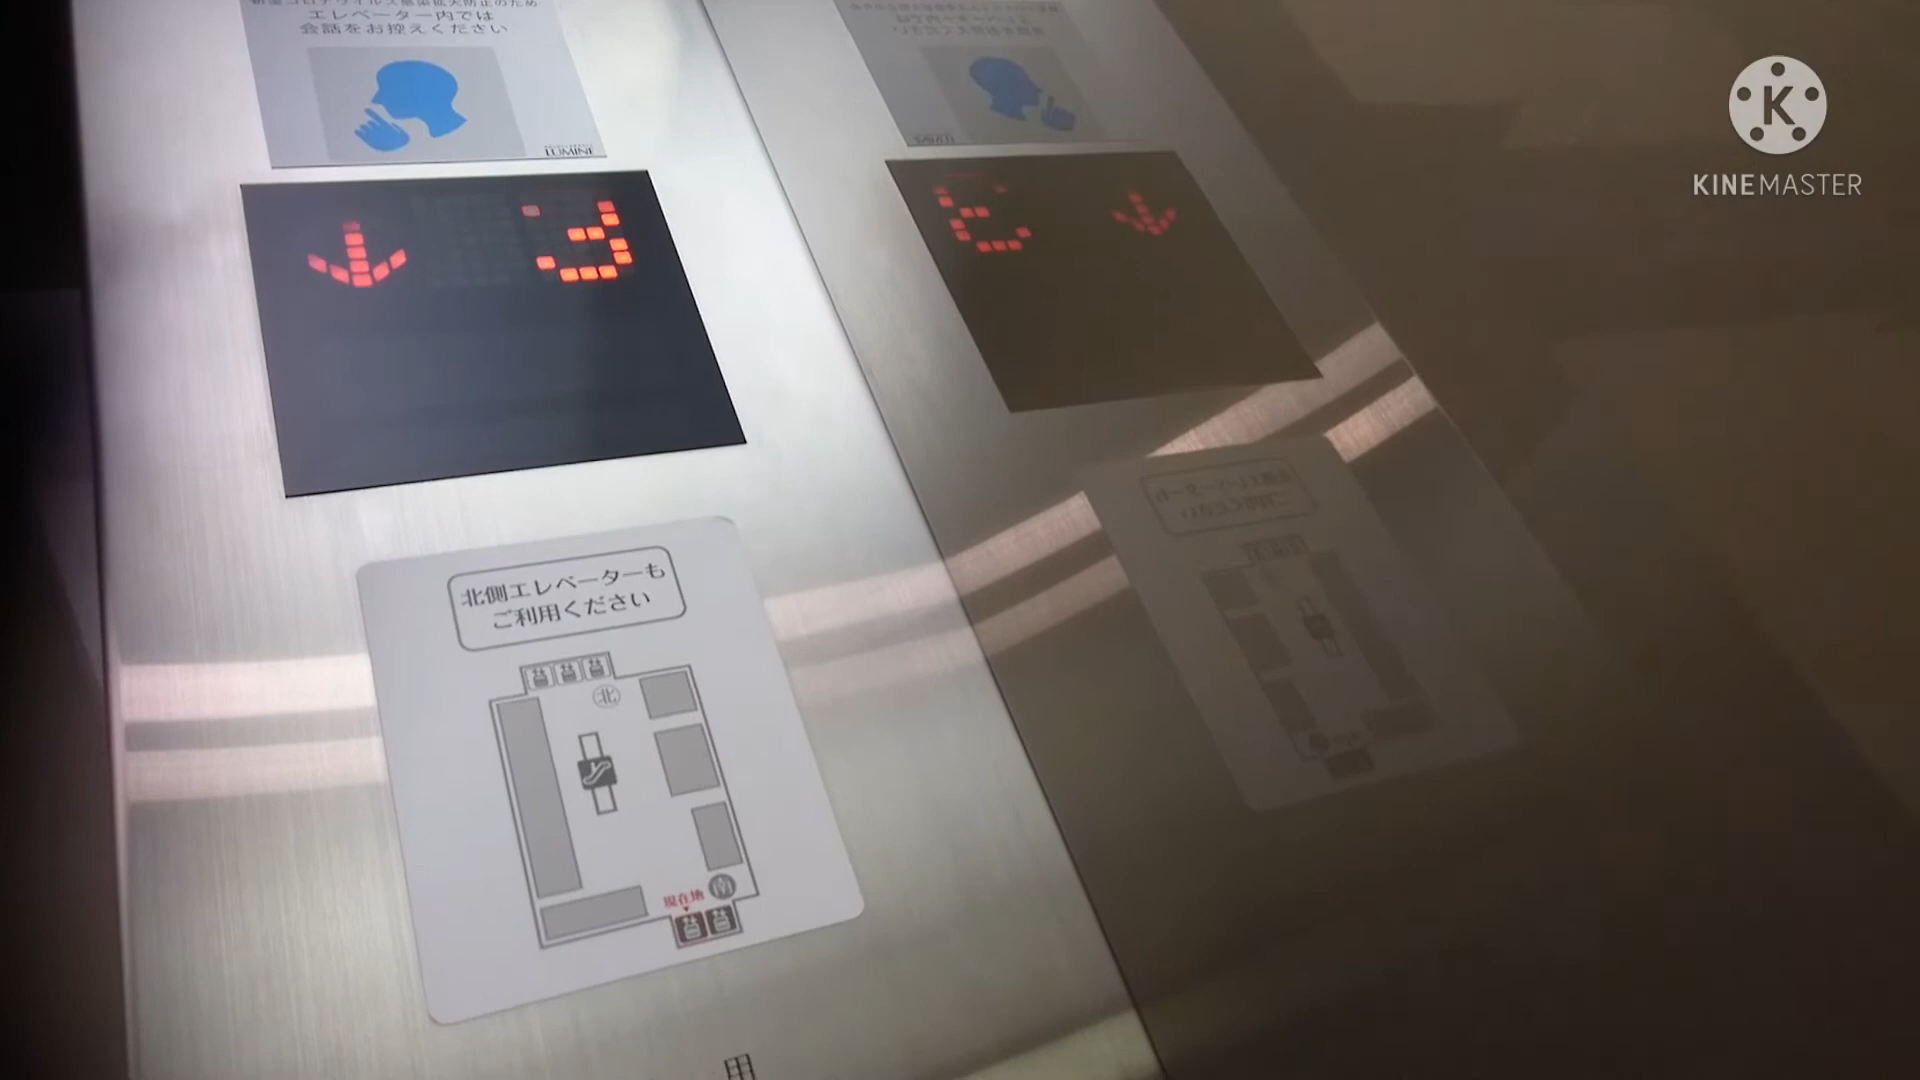 新型コロナウイルス感染拡大防止のため
エレベーター内では
会話をお控えください
LUMINE
3
北側エレベーターも
ご利用ください
北
現在地
南
K
KINEMASTER